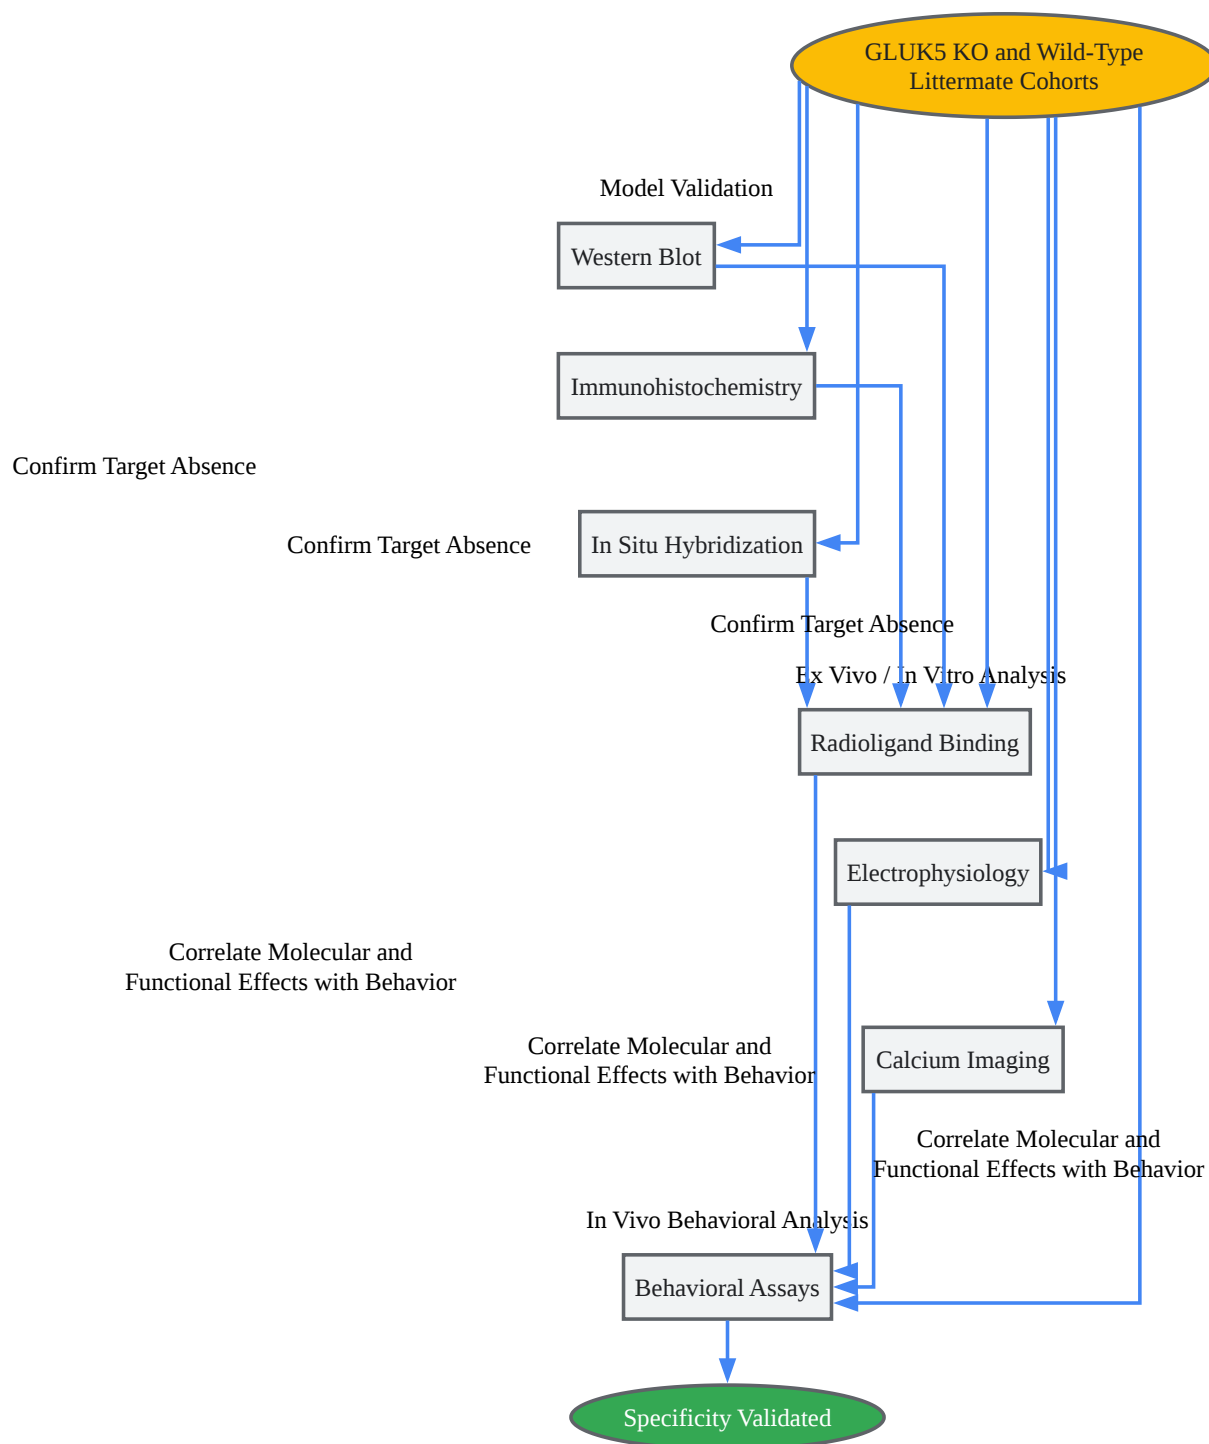 GLUK5 KO and Wild-Type
Littermate Cohorts
Model Validation
Western Blot
Immunohistochemistry
Confirm Target Absence
In Situ Hybridization
Confirm Target Absence
Confirm Target Absence
Ex Vivo / In Vitro Analysis
Radioligand Binding
Electrophysiology
Correlate Molecular and
Functional Effects with Behavior
Correlate Molecular and
Functional Effects with Behavior
Calcium Imaging
Correlate Molecular and
Functional Effects with Behavior
In Vivo Behavioral Analysis
Behavioral Assays
Specificity Validated